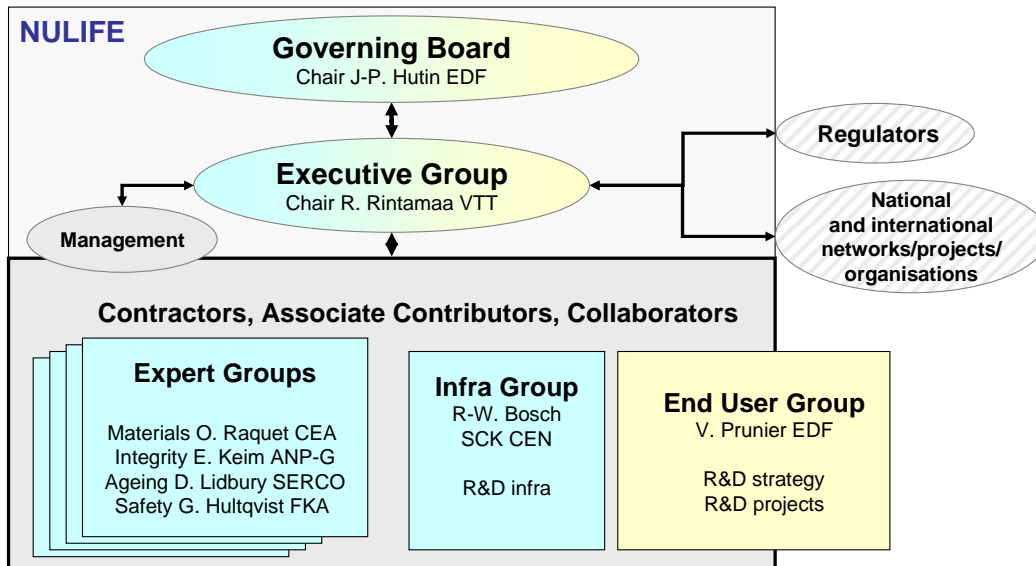 NULIFE
Governing Board
Chair J-P. Hutin EDF
Regulators
Executive Group
Chair R. Rintamaa VTT
National
and international
networks/projects/
organisations
Management
Contractors, Associate Contributors, Collaborators
Expert Groups
Materials O. Raquet CEA
Integrity E. Keim ANP-G
Ageing D. Lidbury SERCO
Safety G. Hultqvist FKA
Infra Group
R-W. Bosch
SCK CEN
R&D infra
End User Group
V. Prunier EDF
R&D strategy
R&D projects